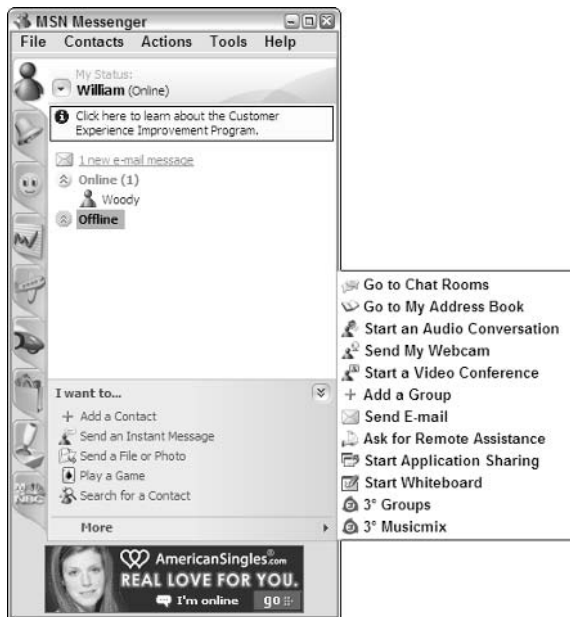 MSN Messenger
File Contacts Actions Tools Help
My Status:
William (Online)
Click here to learn about the Customer
Experience Improvement Program.
1 new e-mail message
Online (1)
Woody
Offline
I want to...
Add a Contact
Send an Instant Message
Send a File or Photo
Play a Game
Search for a Contact
More
Go to Chat Rooms
Go to My Address Book
Start an Audio Conversation
Send My Webcam
Start a Video Conference
Add a Group
Send E-mail
Ask for Remote Assistance
Start Application Sharing
Start Whiteboard
3° Groups
3° Musicmix
AmericanSingles.com
REAL LOVE FOR YOU.
I'm online go